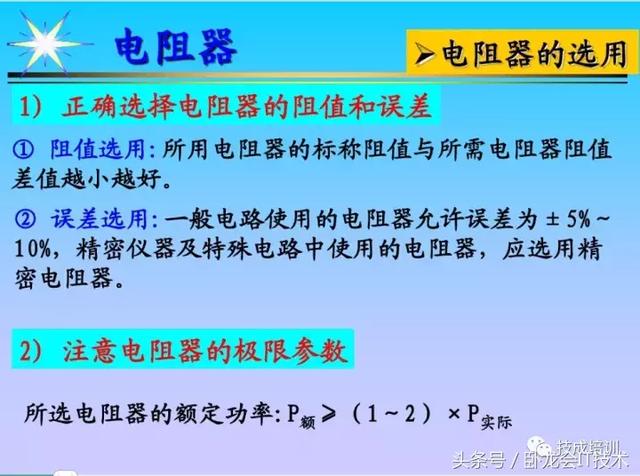 电阻器
➢电阻器的选用
1) 正确选择电阻器的阻值和误差
① 阻值选用: 所用电阻器的标称阻值与所需电阻器阻值
差值越小越好。
② 误差选用: 一般电路使用的电阻器允许误差为 ±5%~
10%, 精密仪器及特殊电路中使用的电阻器, 应选用精
密电阻器。
2) 注意电阻器的极限参数
所选电阻器的额定功率: P额≥(1~2)×P实际
技成培训
头条号/卧龙会IT技术